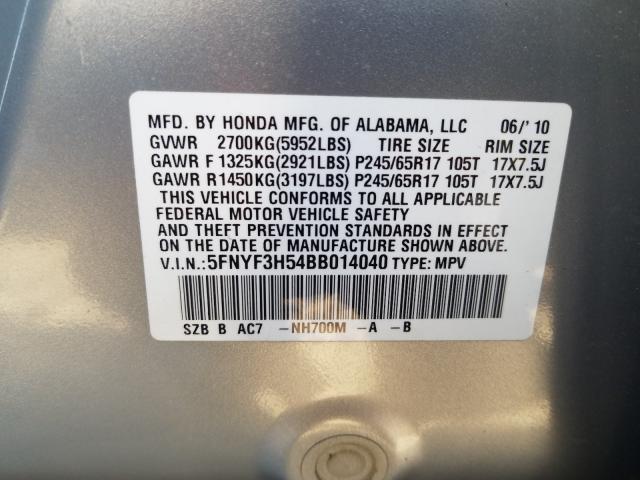 MFD. BY HONDA MFG. OF ALABAMA, LLC 06/' 10
GVWR 2700KG(5952LBS) TIRE SIZE RIM SIZE
GAWR F 1325KG(2921LBS) P245/65R17 105T 17X7.5J
GAWR R1450KG(3197LBS) P245/65R17 105T 17X7.5J
THIS VEHICLE CONFORMS TO ALL APPLICABLE
FEDERAL MOTOR VEHICLE SAFETY
AND THEFT PREVENTION STANDARDS IN EFFECT
ON THE DATE OF MANUFACTURE SHOWN ABOVE.
V.I.N.:5FNYF3H54BB014040 TYPE: MPV
SZB B AC7 -NH700M -A -B